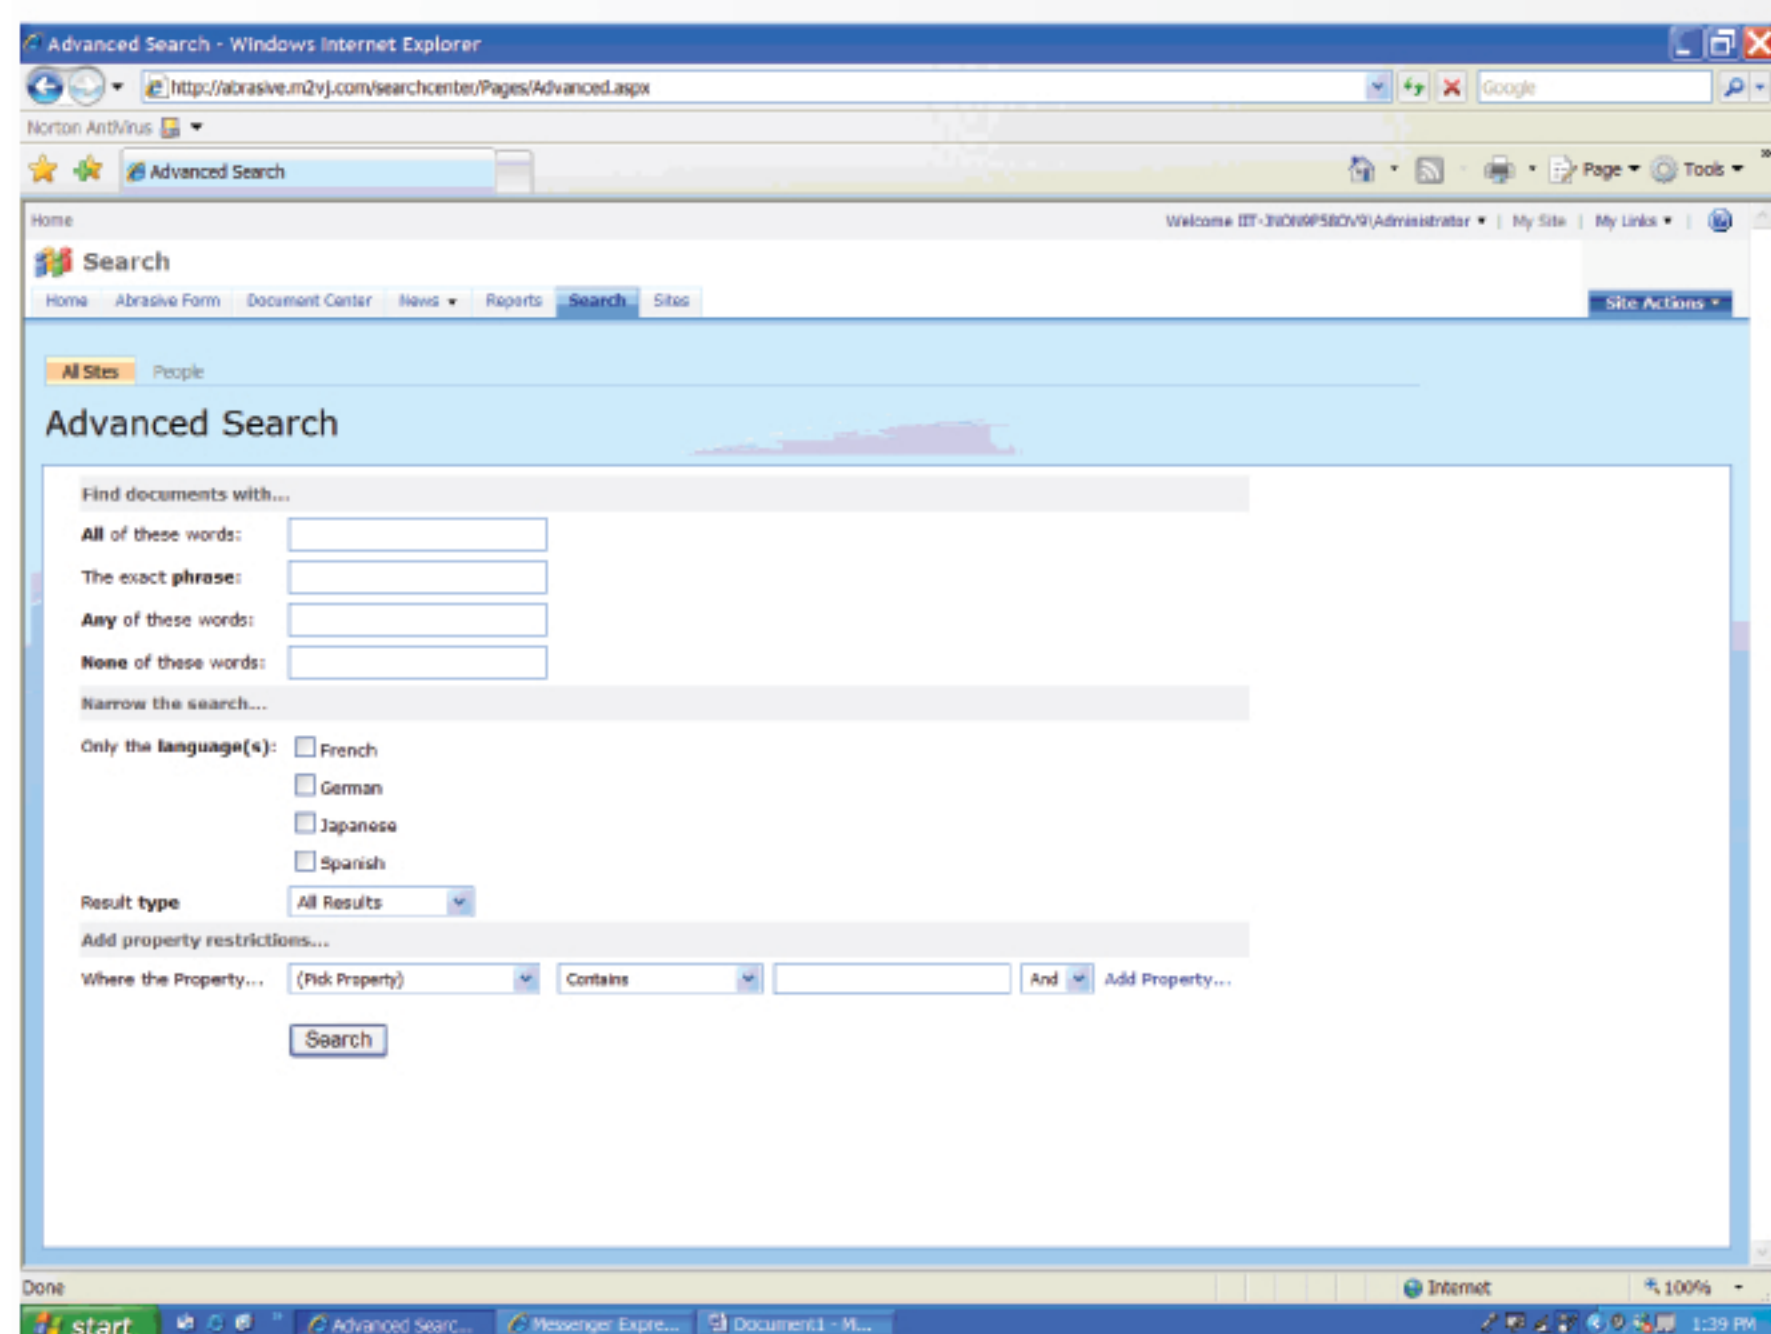 Advanced Search - Windows Internet Explorer
http://abrasive.m2vj.com/searchcenter/Pages/Advanced.aspx
Google
Norton AntiVirus
Advanced Search
Page
Tools
Home
Welcome \Administrator | My Site | My Links |
Search
Home Abrasive Form Document Center News Reports Search Sites
Site Actions
All Sites People
Advanced Search
Find documents with...
All of these words:
The exact phrase:
Any of these words:
None of these words:
Narrow the search...
Only the language(s): French
German
Japanese
Spanish
Result type All Results
Add property restrictions...
Where the Property... (Pick Property) Contains And Add Property...
Search
Done Internet 100%
start Advanced Searc... Messenger Expre... Document1 - M... 1:39 PM